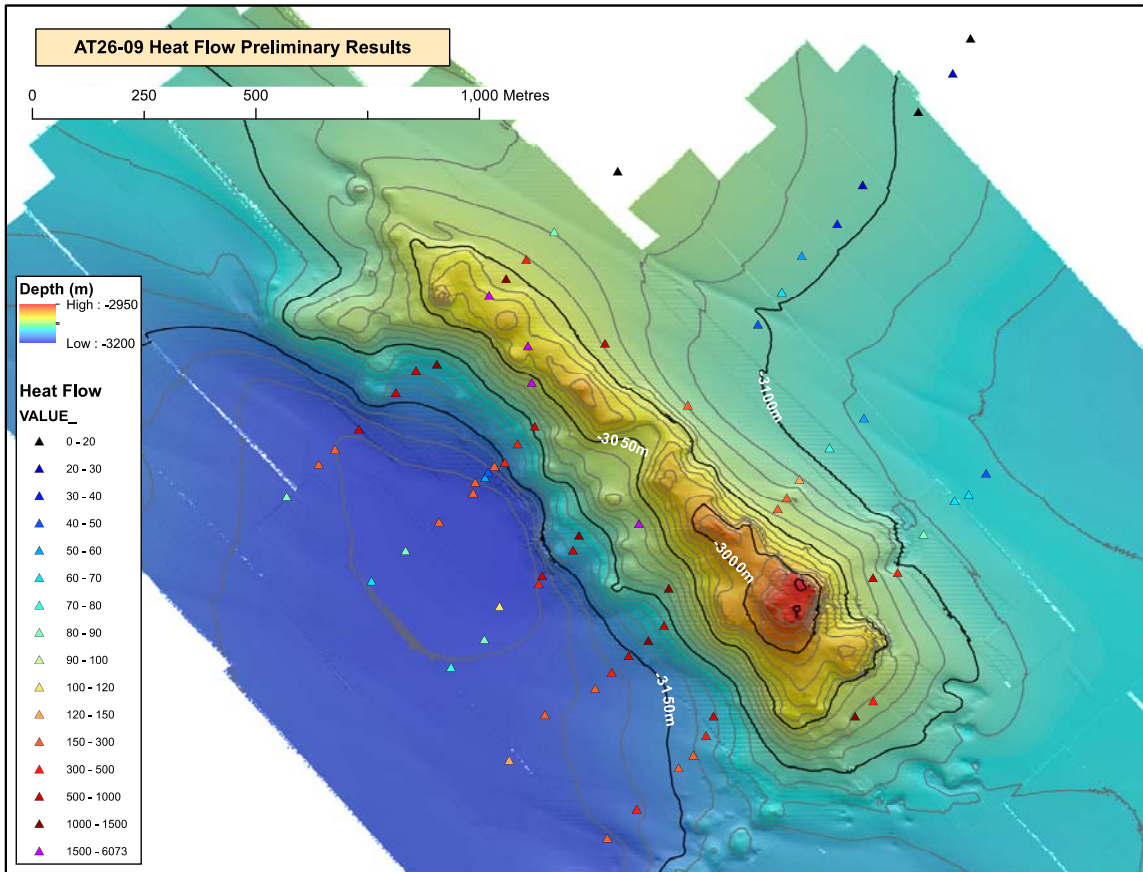 AT26-09 Heat Flow Preliminary Results
0 250 500 1,000 Metres
Depth (m)
High : -2950
Low : -3200
Heat Flow
VALUE_
0 - 20
20 - 30
30 - 40
40 - 50
50 - 60
60 - 70
70 - 80
80 - 90
90 - 100
100 - 120
120 - 150
150 - 300
300 - 500
500 - 1000
1000 - 1500
1500 - 6073
-3100m
-3050m
-3000m
-3150m